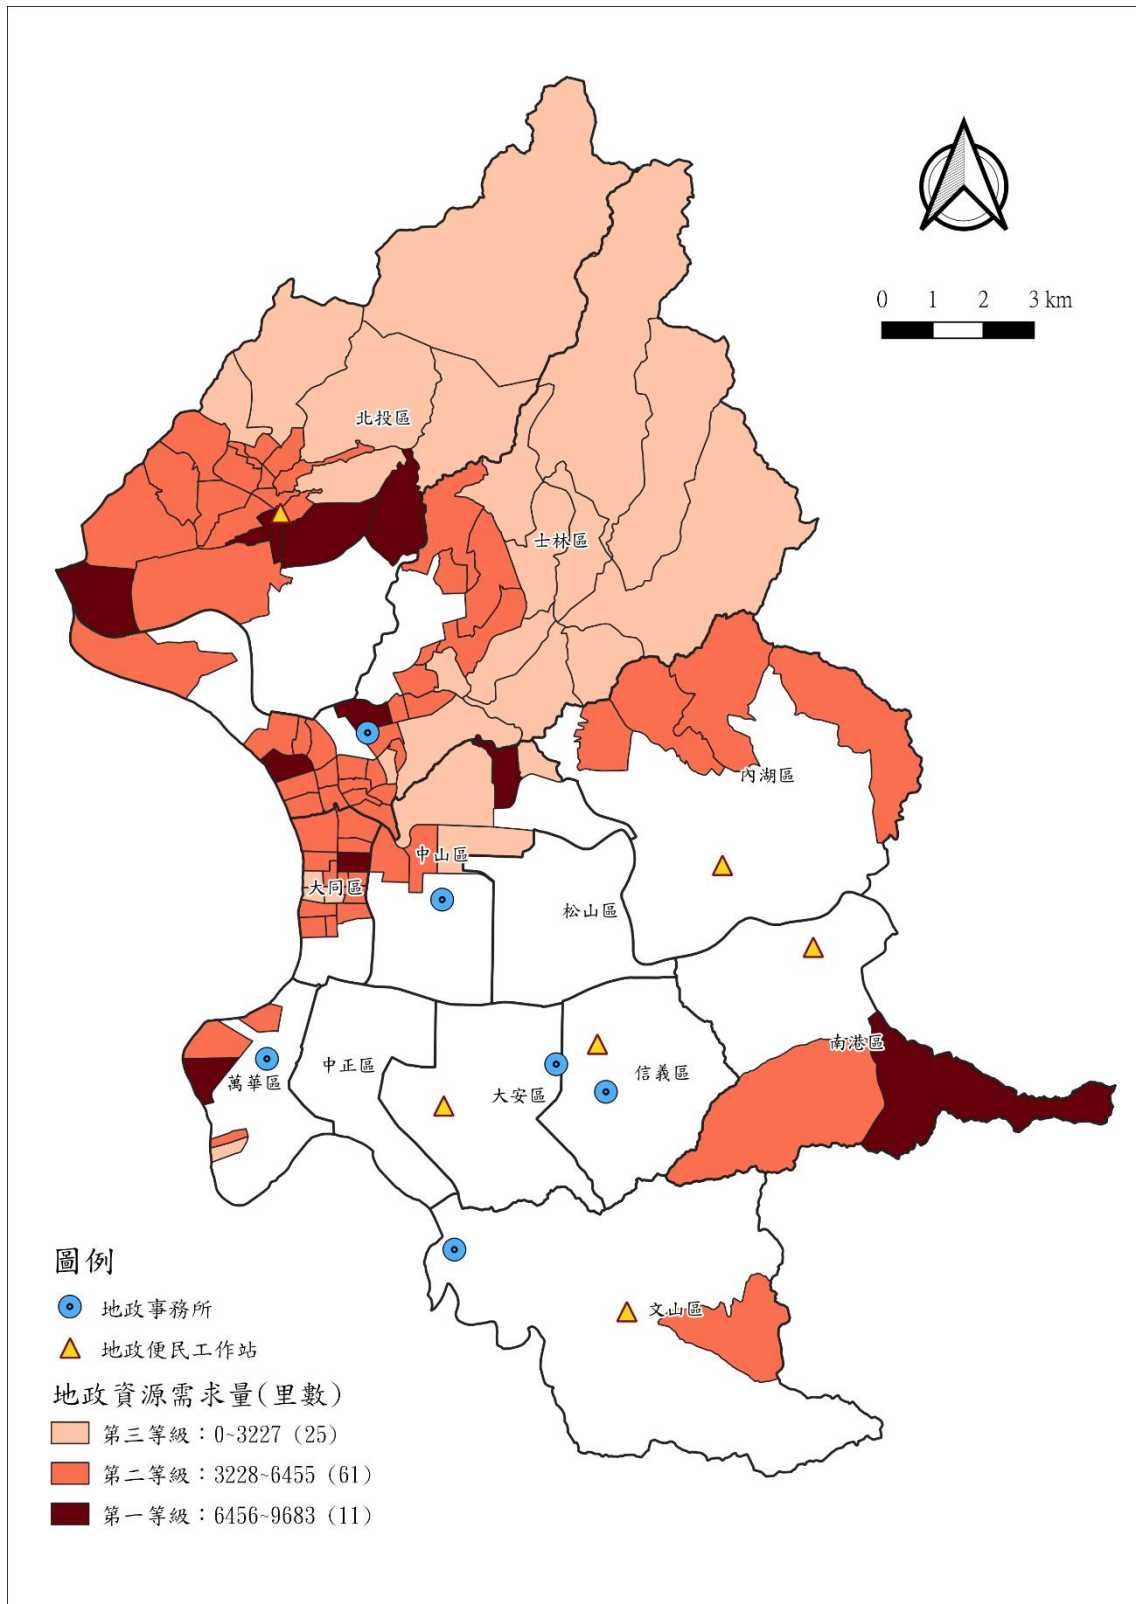 0 1 2 3 km
北投區
士林區
內湖區
中山區
大同區
松山區
南港區
信義區
中正區
萬華區
大安區
文山區
圖例
地政事務所
地政便民工作站
地政資源需求量(里數)
第三等級：0~3227 (25)
第二等級：3228~6455 (61)
第一等級：6456~9683 (11)